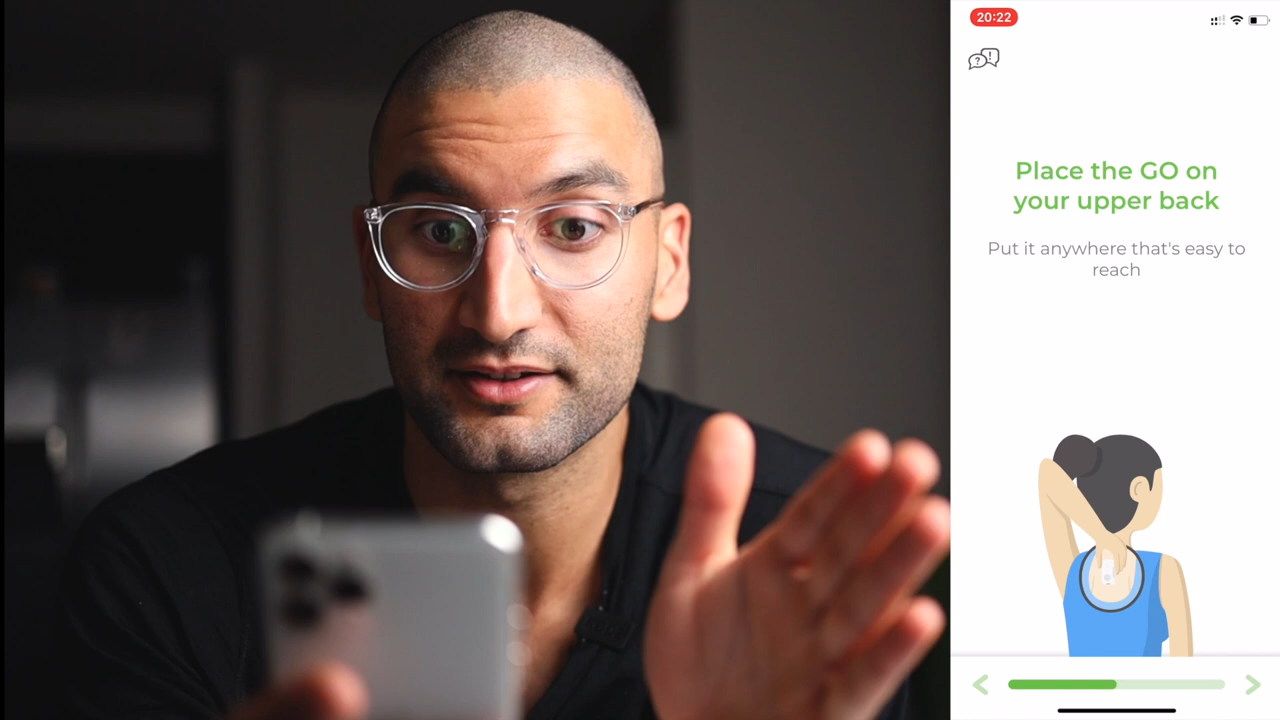 20:22
? !
Place the GO on
your upper back
Put it anywhere that's easy to
reach